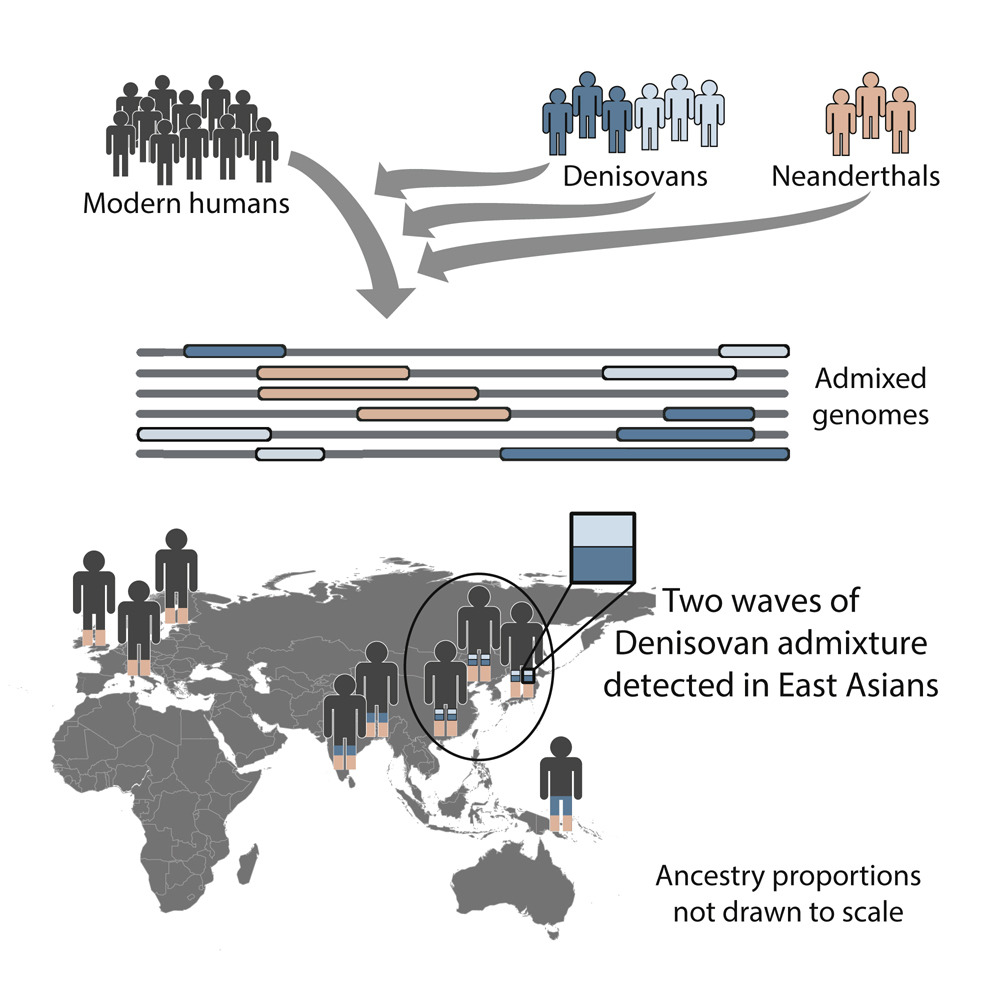 Modern humans
Denisovans
Neanderthals
Admixed
genomes
Two waves of
Denisovan admixture
detected in East Asians
Ancestry proportions
not drawn to scale